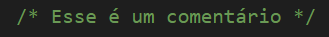 /* Esse é um comentário */